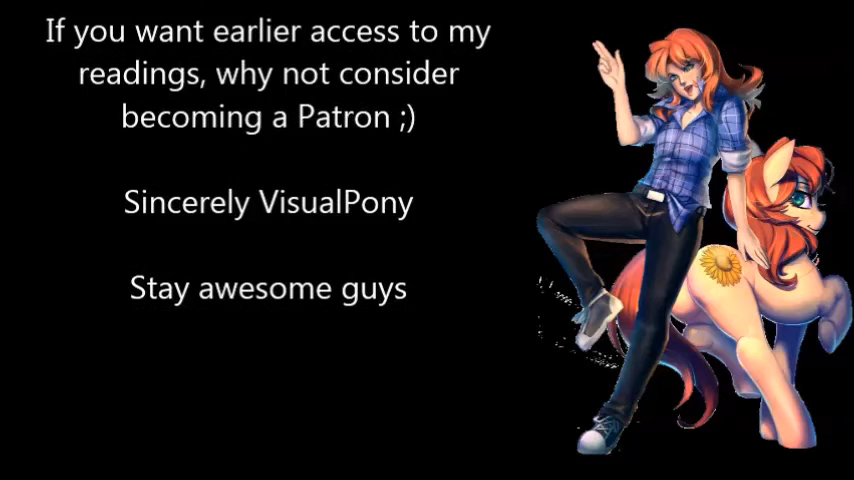 If you want earlier access to my
readings, why not consider
becoming a Patron ;)
Sincerely VisualPony
Stay awesome guys